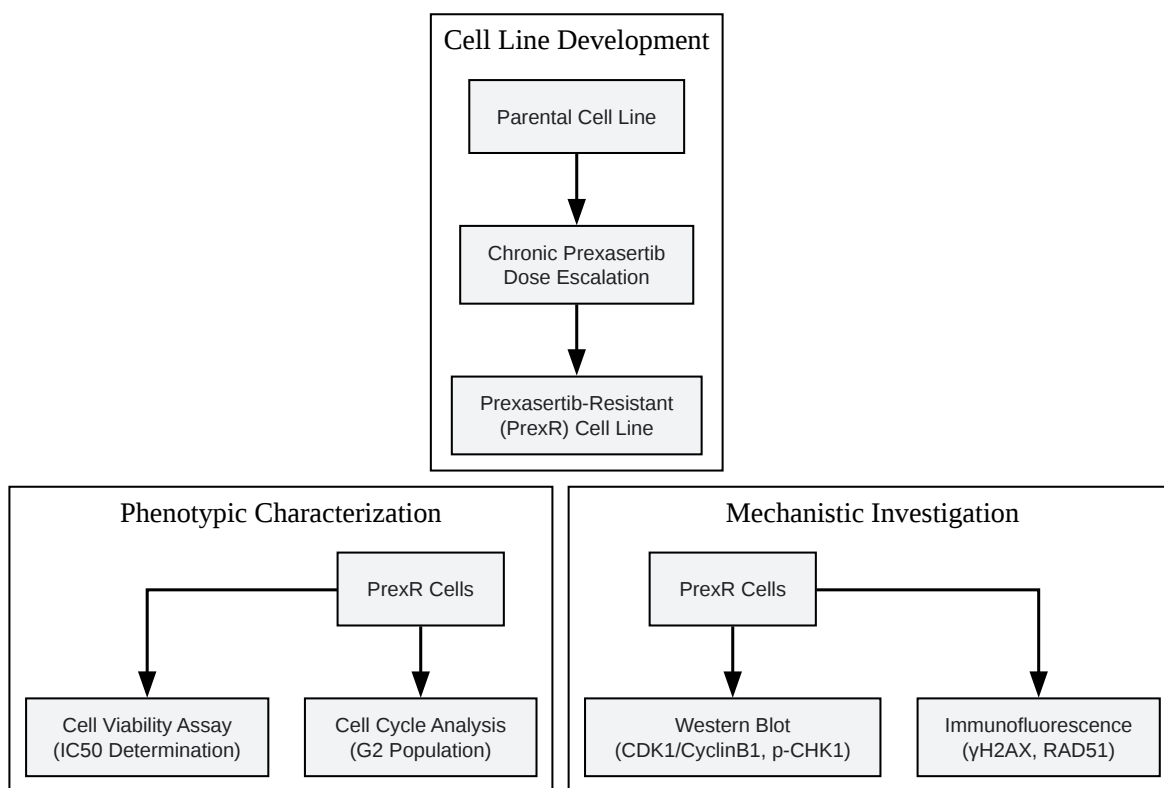 Cell Line Development
Parental Cell Line
Chronic Prexasertib
Dose Escalation
Prexasertib-Resistant
(PrexR) Cell Line
Phenotypic Characterization
PrexR Cells
Cell Viability Assay
(IC50 Determination)
Cell Cycle Analysis
(G2 Population)
Mechanistic Investigation
PrexR Cells
Western Blot
(CDK1/CyclinB1, p-CHK1)
Immunofluorescence
(γH2AX, RAD51)